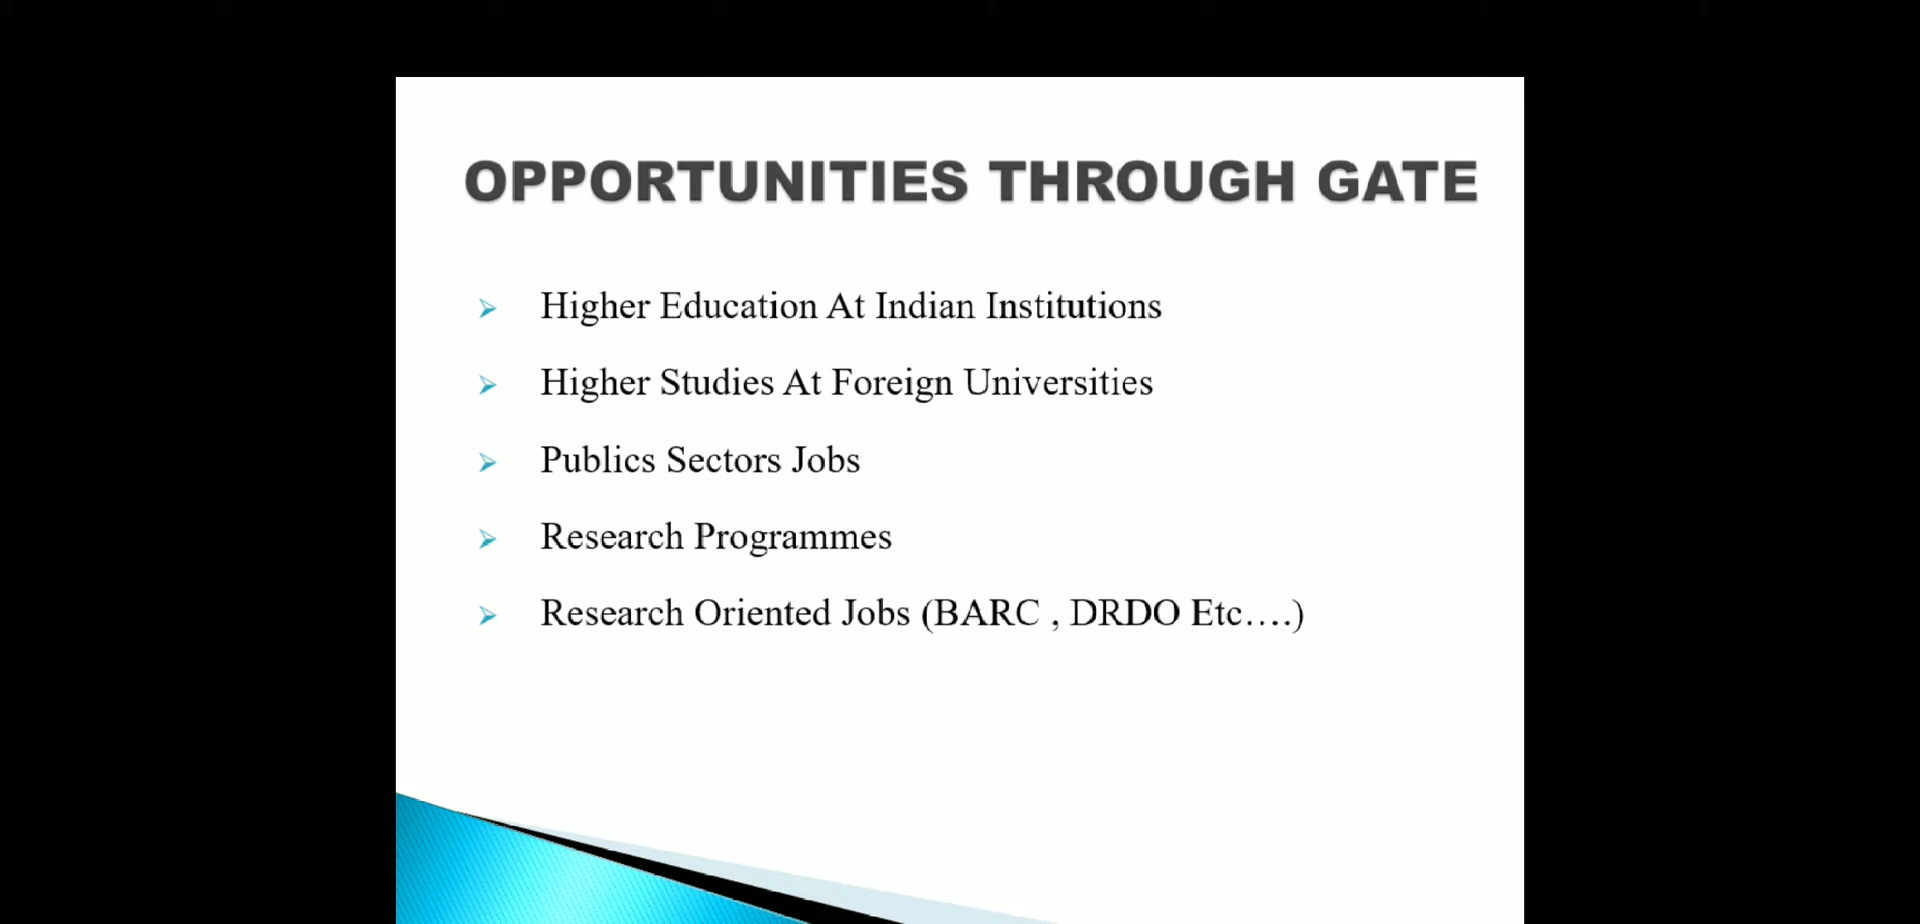 OPPORTUNITIES THROUGH GATE
Higher Education At Indian Institutions
Higher Studies At Foreign Universities
Publics Sectors Jobs
Research Programmes
Research Oriented Jobs (BARC , DRDO Etc….)